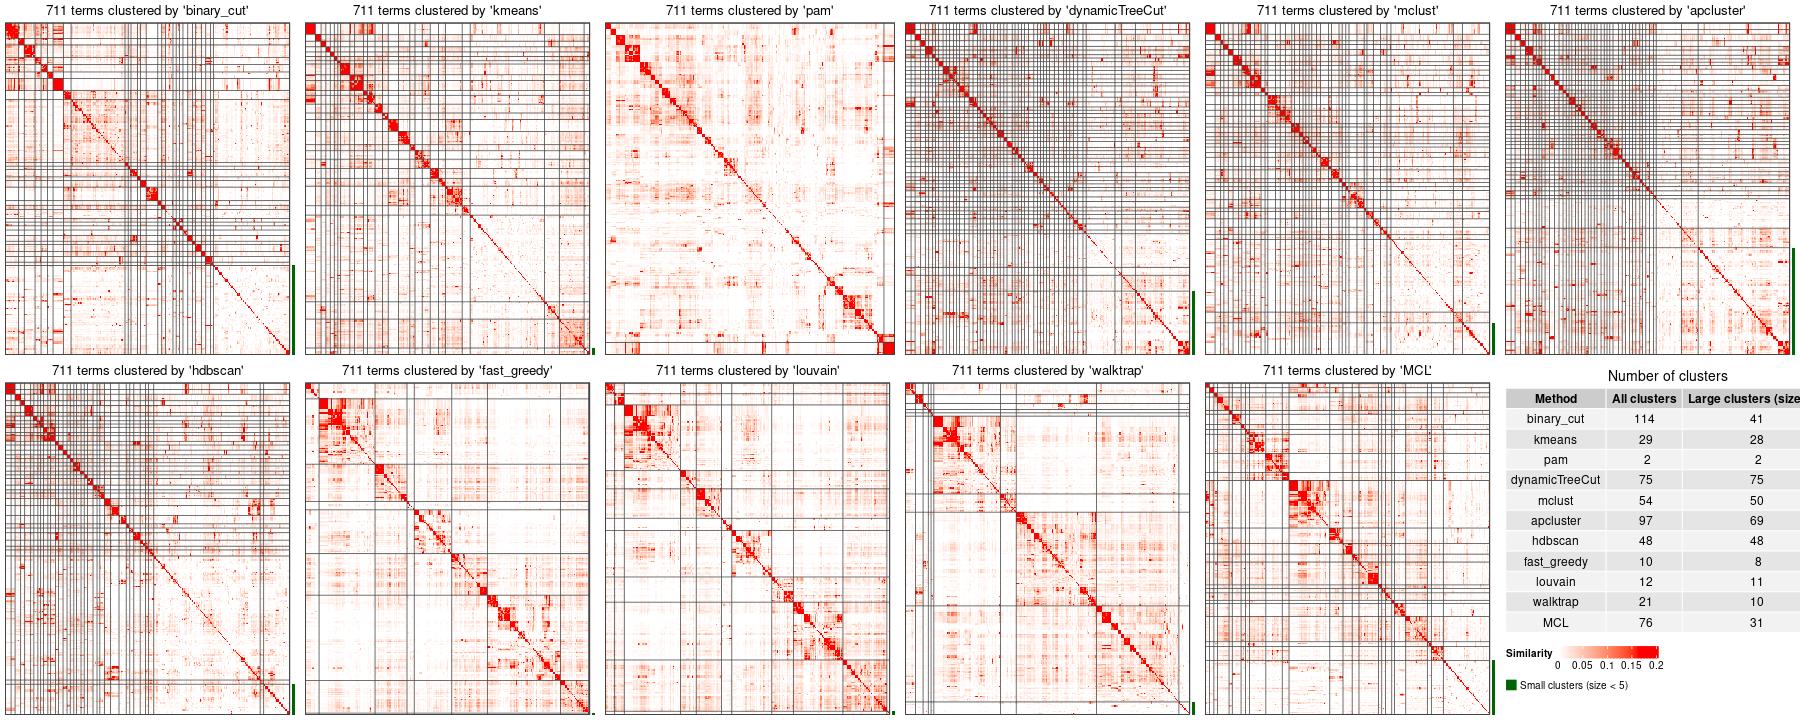 711 terms clustered by 'binary_cut'
711 terms clustered by 'kmeans'
711 terms clustered by 'pam'
711 terms clustered by 'dynamicTreeCut'
711 terms clustered by 'mclust'
711 terms clustered by 'apcluster'
711 terms clustered by 'hdbscan'
711 terms clustered by 'fast_greedy'
711 terms clustered by 'louvain'
711 terms clustered by 'walktrap'
711 terms clustered by 'MCL'
Number of clusters
Method All clusters Large clusters (size
binary_cut 114 41
kmeans 29 28
pam 2 2
dynamicTreeCut 75 75
mclust 54 50
apcluster 97 69
hdbscan 48 48
fast_greedy 10 8
louvain 12 11
walktrap 21 10
MCL 76 31
Similarity
0 0.05 0.1 0.15 0.2
Small clusters (size < 5)